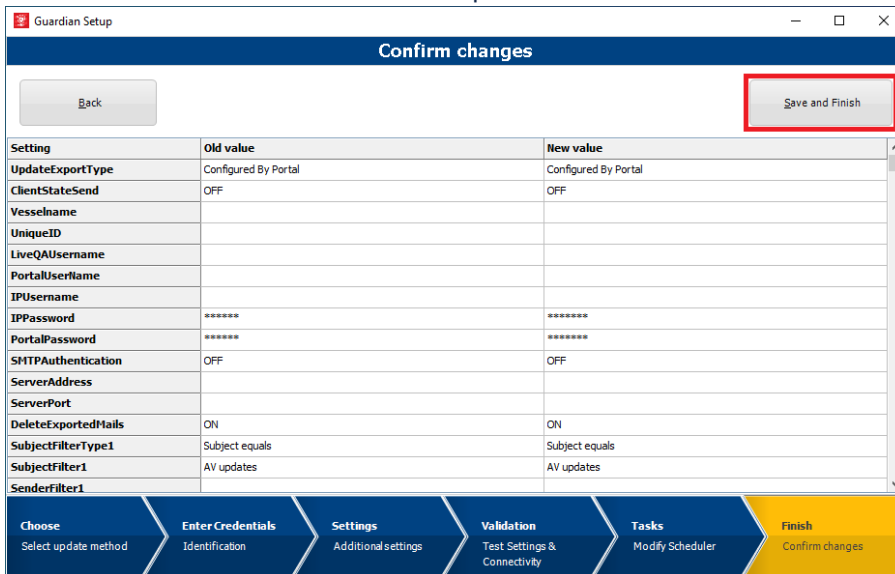 Guardian Setup
Confirm changes
Back
Save and Finish
Setting Old value New value
UpdateExportType Configured By Portal Configured By Portal
ClientStateSend OFF OFF
Vesselname
UniqueID
LiveQAUsername
PortalUserName
IPUsername
IPPassword ****** *******
PortalPassword ****** *******
SMTPAuthentication OFF OFF
ServerAddress
ServerPort
DeleteExportedMails ON ON
SubjectFilterType1 Subject equals Subject equals
SubjectFilter1 AV updates AV updates
SenderFilter1
Choose Enter Credentials Settings Validation Tasks Finish
Select update method Identification Additional settings Test Settings & Modify Scheduler Confirm changes
Connectivity